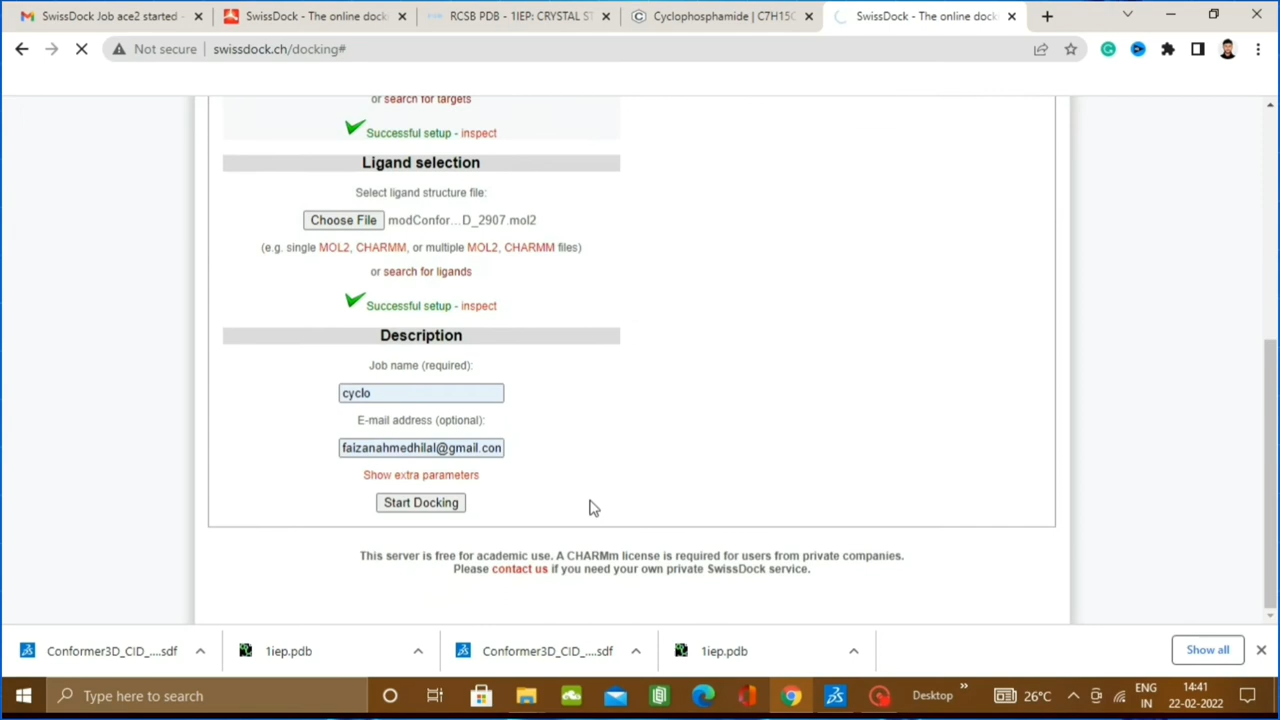 SwissDock Job ace2 started -
SwissDock - The online dock
RCSB PDB - 1IEP: CRYSTAL ST
Cyclophosphamide | C7H15C
SwissDock - The online dock
Not secure
swissdock.ch/docking#
or search for targets
Successful setup - inspect
Ligand selection
Select ligand structure file:
Choose File modConfor...D_2907.mol2
(e.g. single MOL2, CHARMM, or multiple MOL2, CHARMM files)
or search for ligands
Successful setup - inspect
Description
Job name (required):
cyclo
E-mail address (optional):
faizanahmedhilal@gmail.con
Show extra parameters
Start Docking
This server is free for academic use. A CHARMm license is required for users from private companies.
Please contact us if you need your own private SwissDock service.
Conformer3D_CID_....sdf
1iep.pdb
Conformer3D_CID_....sdf
1iep.pdb
Show all
Type here to search
Desktop
26°C
ENG
IN
14:41
22-02-2022